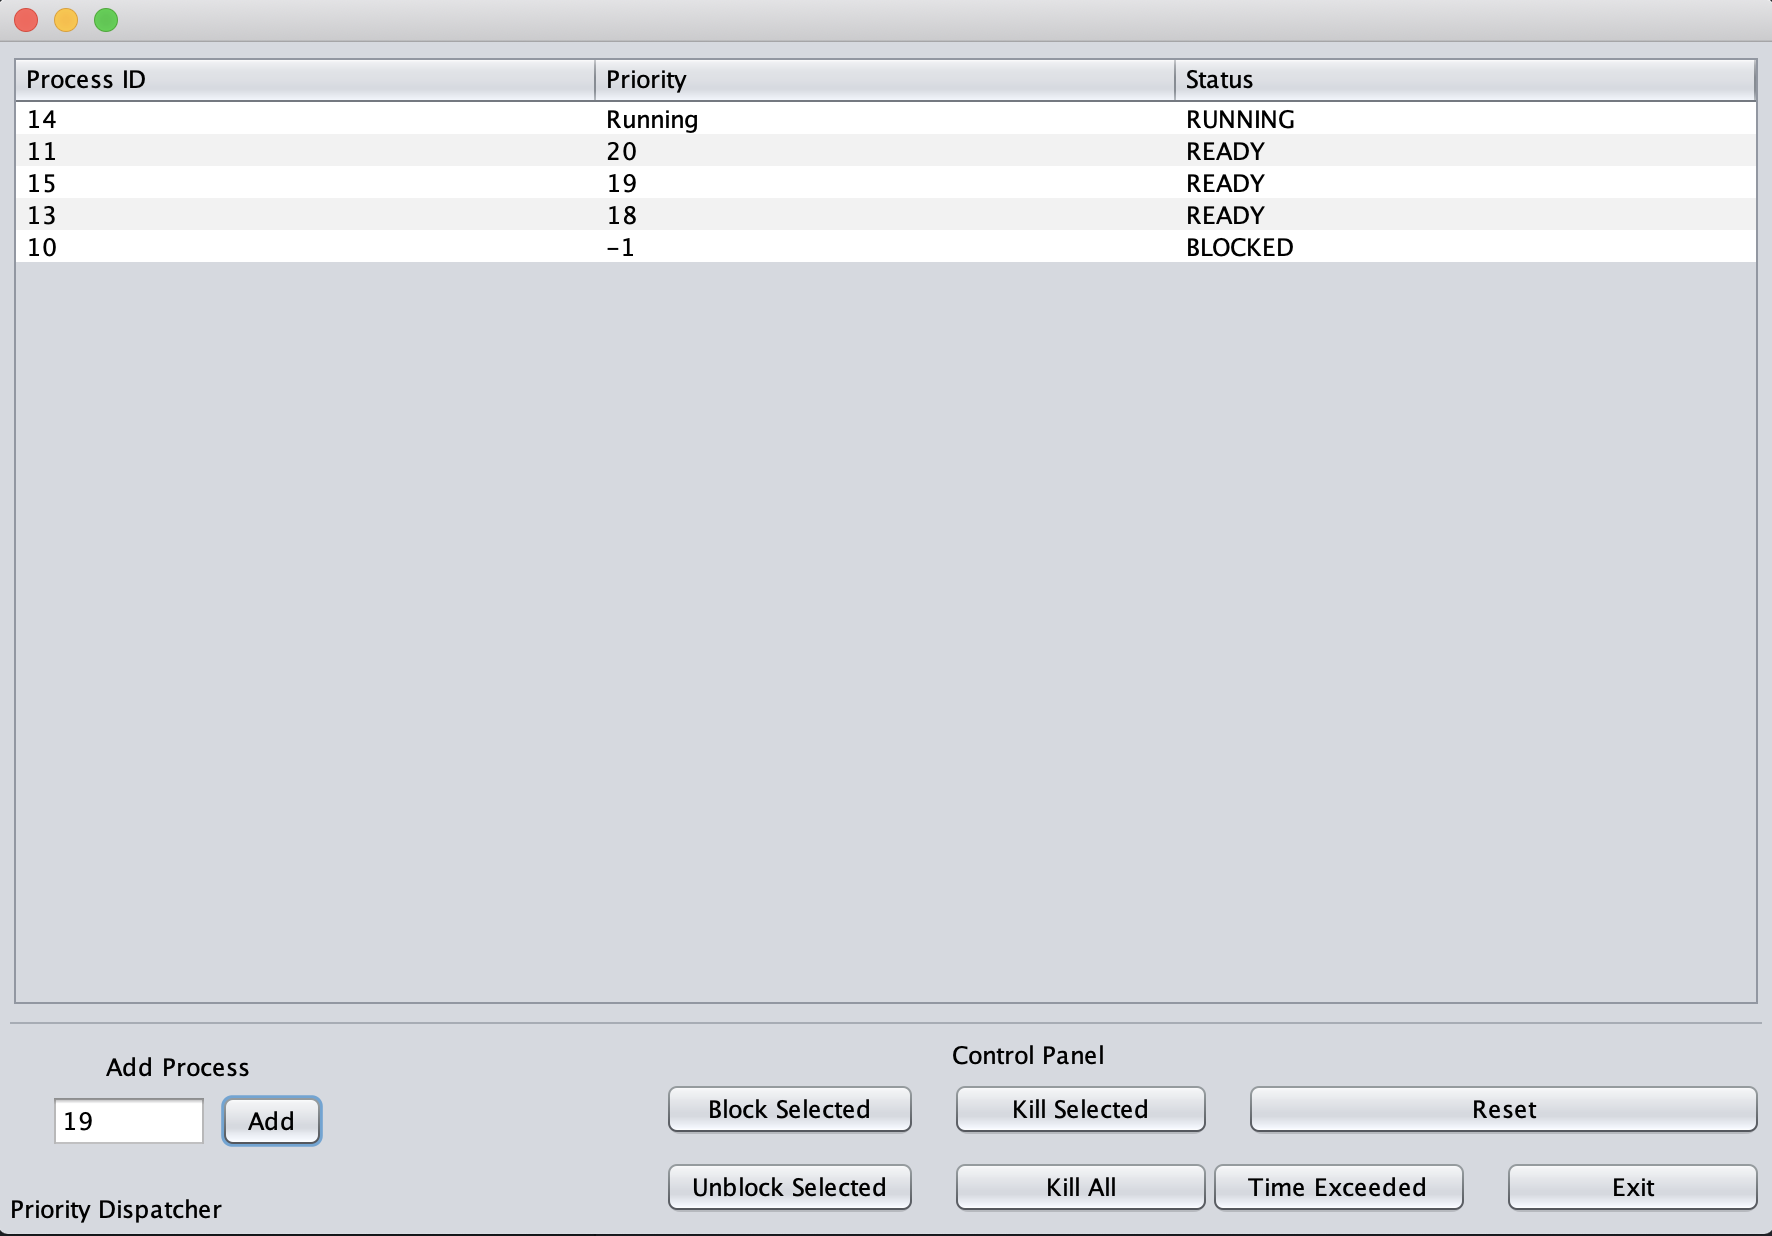 Process ID Priority Status
14 Running RUNNING
11 20 READY
15 19 READY
13 18 READY
10 -1 BLOCKED
Add Process
19 Add
Priority Dispatcher
Control Panel
Block Selected Kill Selected Reset
Unblock Selected Kill All Time Exceeded Exit